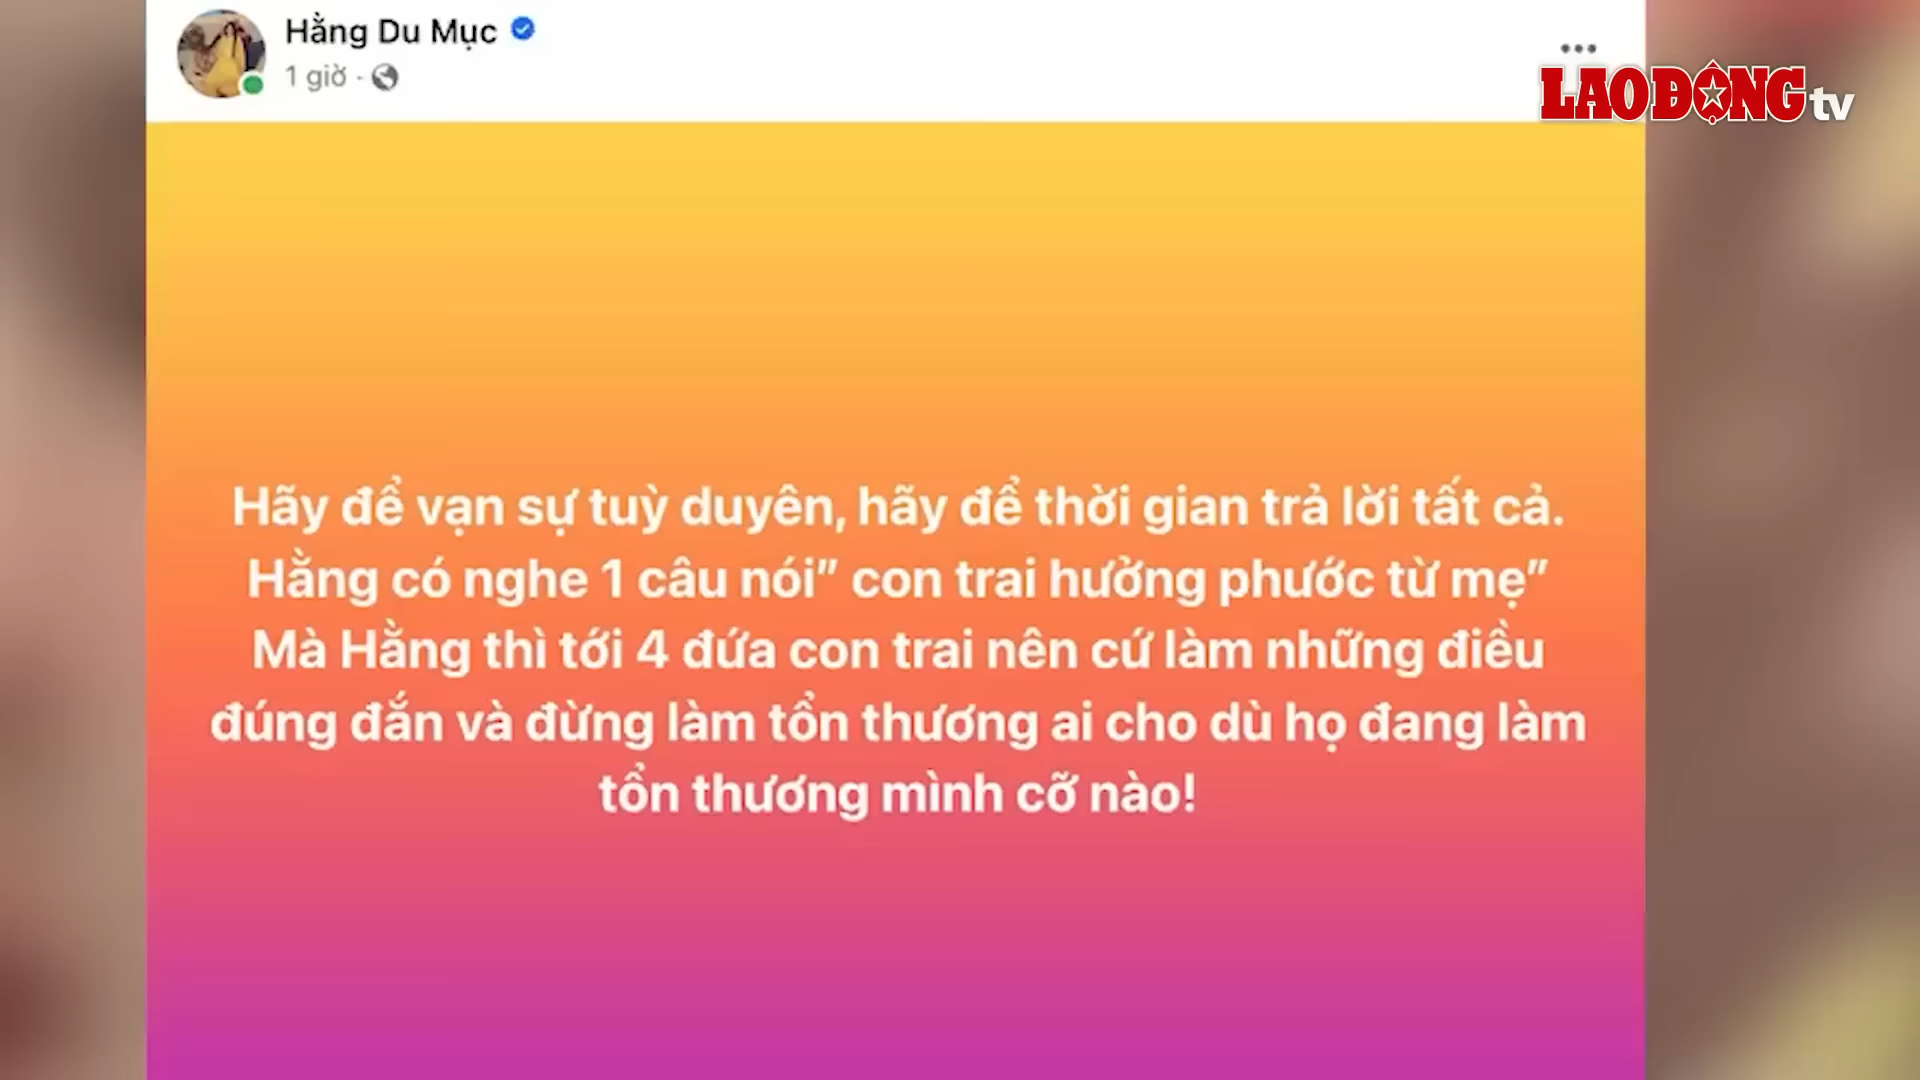 Hằng Du Mục
1 giờ ·
LAO ĐỘNG tv
Hãy để vạn sự tuỳ duyên, hãy để thời gian trả lời tất cả.
Hằng có nghe 1 câu nói” con trai hưởng phước từ mẹ”
Mà Hằng thì tới 4 đứa con trai nên cứ làm những điều
đúng đắn và đừng làm tổn thương ai cho dù họ đang làm
tổn thương mình cỡ nào!